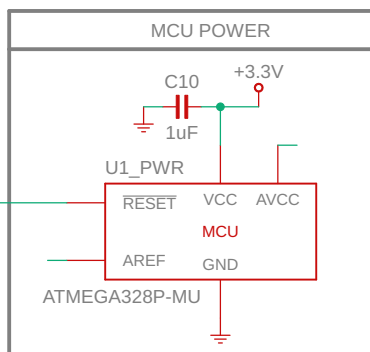 MCU POWER
+3.3V
C10
1uF
U1_PWR
RESET
VCC
AVCC
MCU
AREF
GND
ATMEGA328P-MU